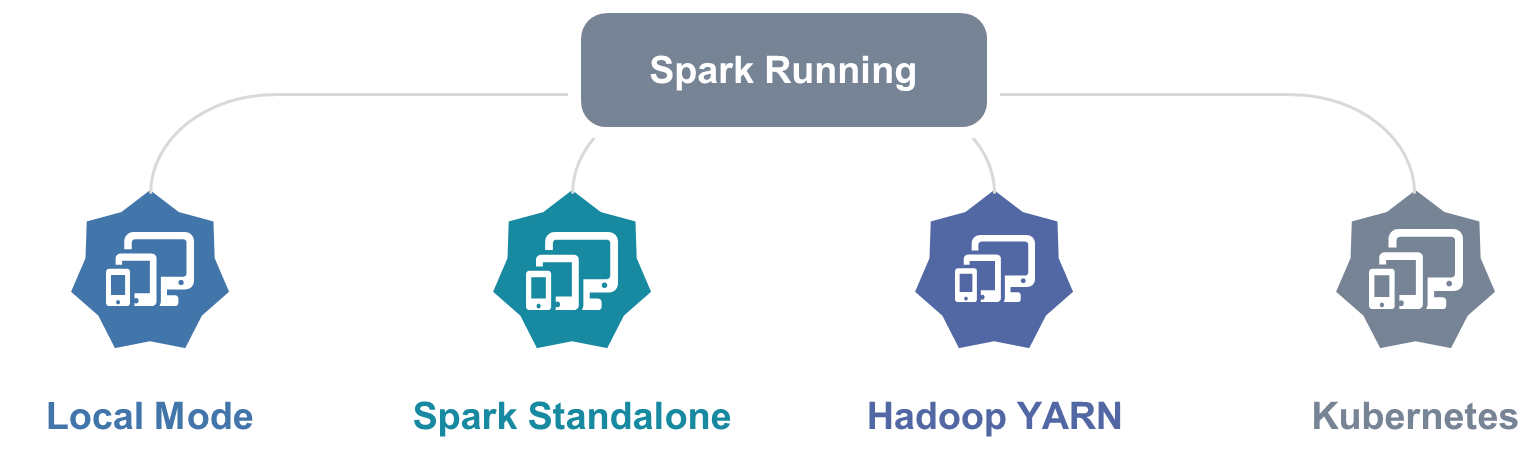 Spark Running
Local Mode
Spark Standalone
Hadoop YARN
Kubernetes